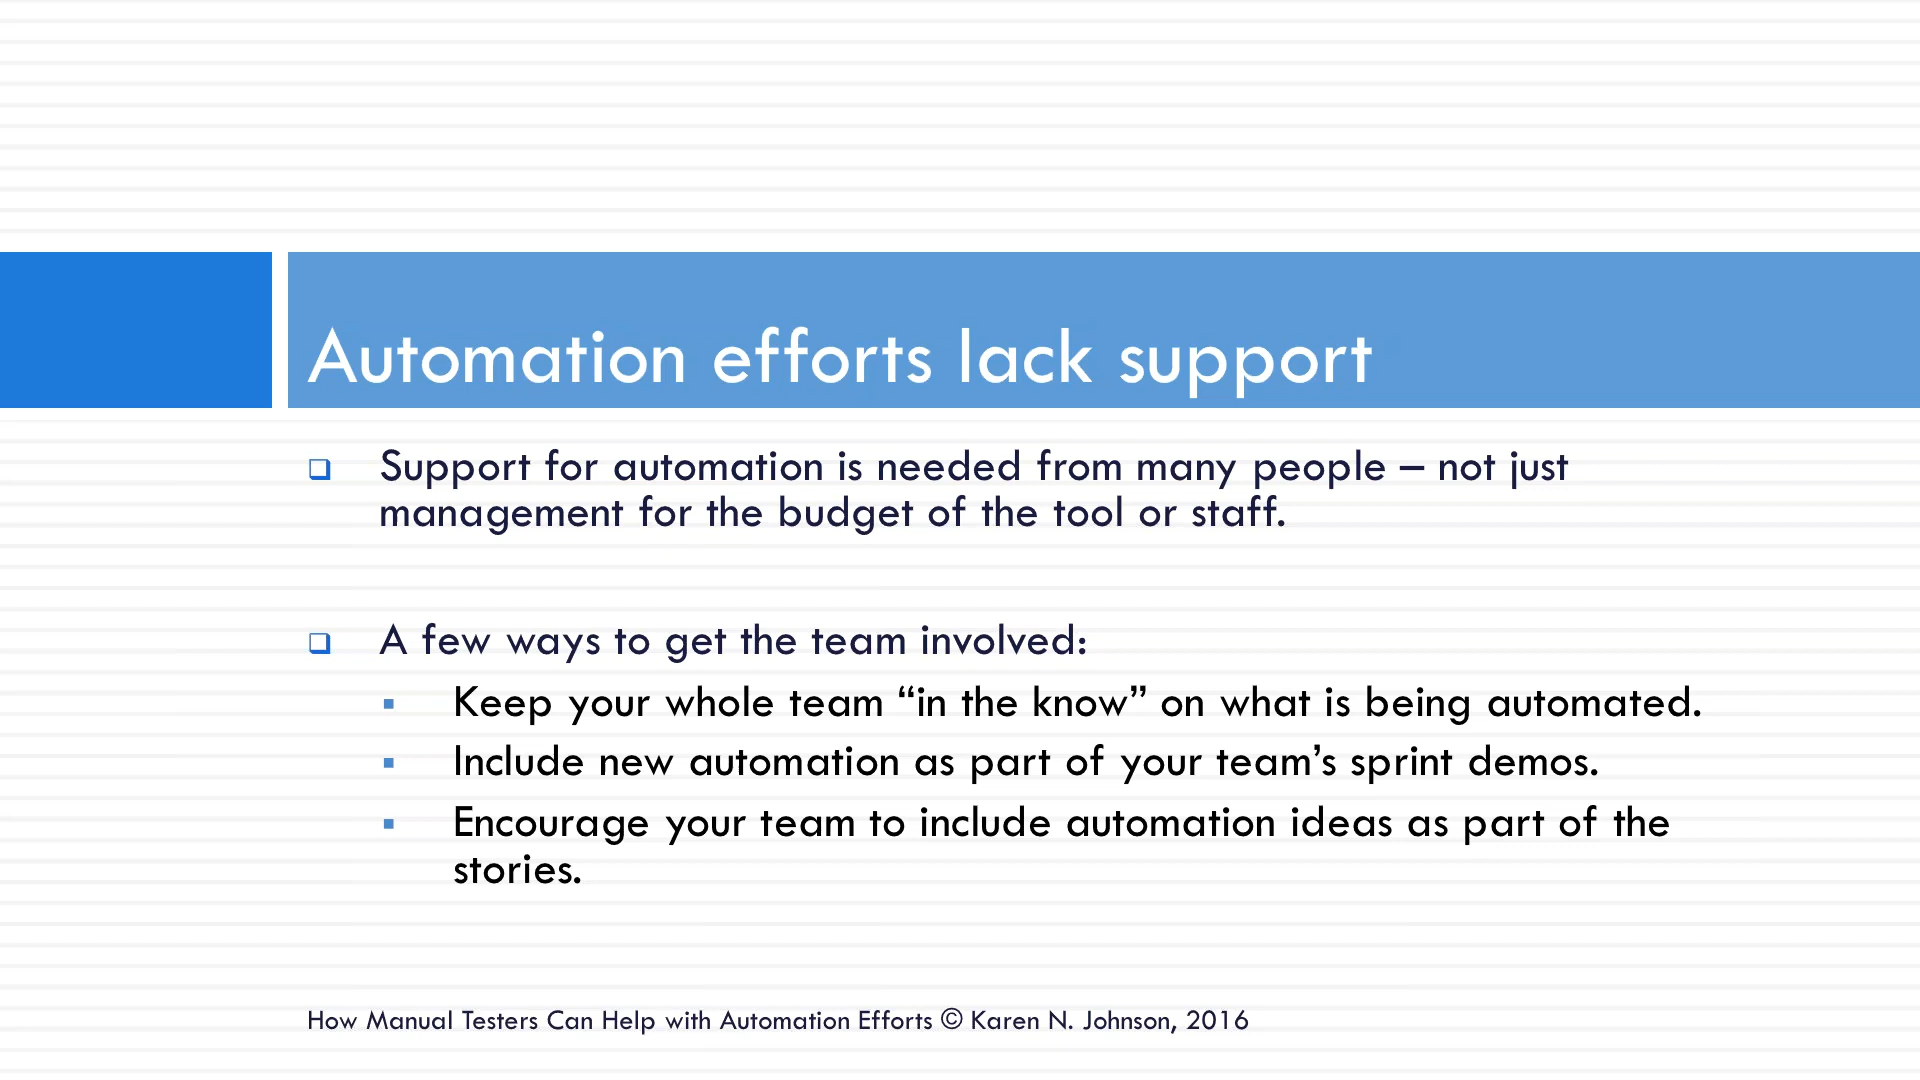 Automation efforts lack support
Support for automation is needed from many people – not just
management for the budget of the tool or staff.
A few ways to get the team involved:
Keep your whole team “in the know” on what is being automated.
Include new automation as part of your team’s sprint demos.
Encourage your team to include automation ideas as part of the
stories.
How Manual Testers Can Help with Automation Efforts © Karen N. Johnson, 2016